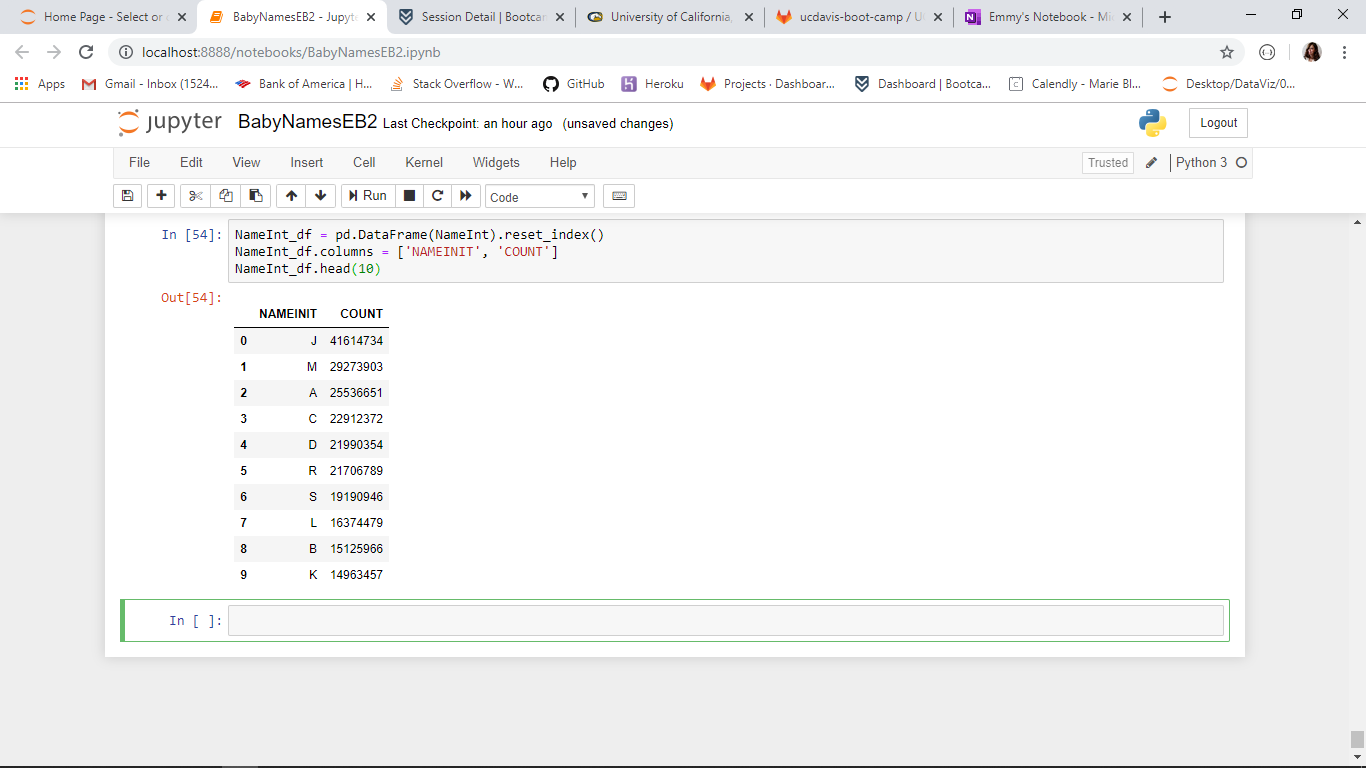 Home Page - Select or
BabyNamesEB2 - Jupyte
Session Detail | Bootcam
University of California,
ucdavis-boot-camp / U
Emmy's Notebook - Mi
localhost:8888/notebooks/BabyNamesEB2.ipynb
Apps
Gmail - Inbox (1524...
Bank of America | H...
Stack Overflow - W...
GitHub
Heroku
Projects · Dashboar...
Dashboard | Bootca...
Calendly - Marie Bl...
Desktop/DataViz/0...
jupyter BabyNamesEB2 Last Checkpoint: an hour ago (unsaved changes)
Logout
File Edit View Insert Cell Kernel Widgets Help
Trusted
Python 3
Run
Code
In [54]: NameInt_df = pd.DataFrame(NameInt).reset_index()
NameInt_df.columns = ['NAMEINIT', 'COUNT']
NameInt_df.head(10)
Out[54]:
NAMEINIT COUNT
0 J 41614734
1 M 29273903
2 A 25536651
3 C 22912372
4 D 21990354
5 R 21706789
6 S 19190946
7 L 16374479
8 B 15125966
9 K 14963457
In [ ]: